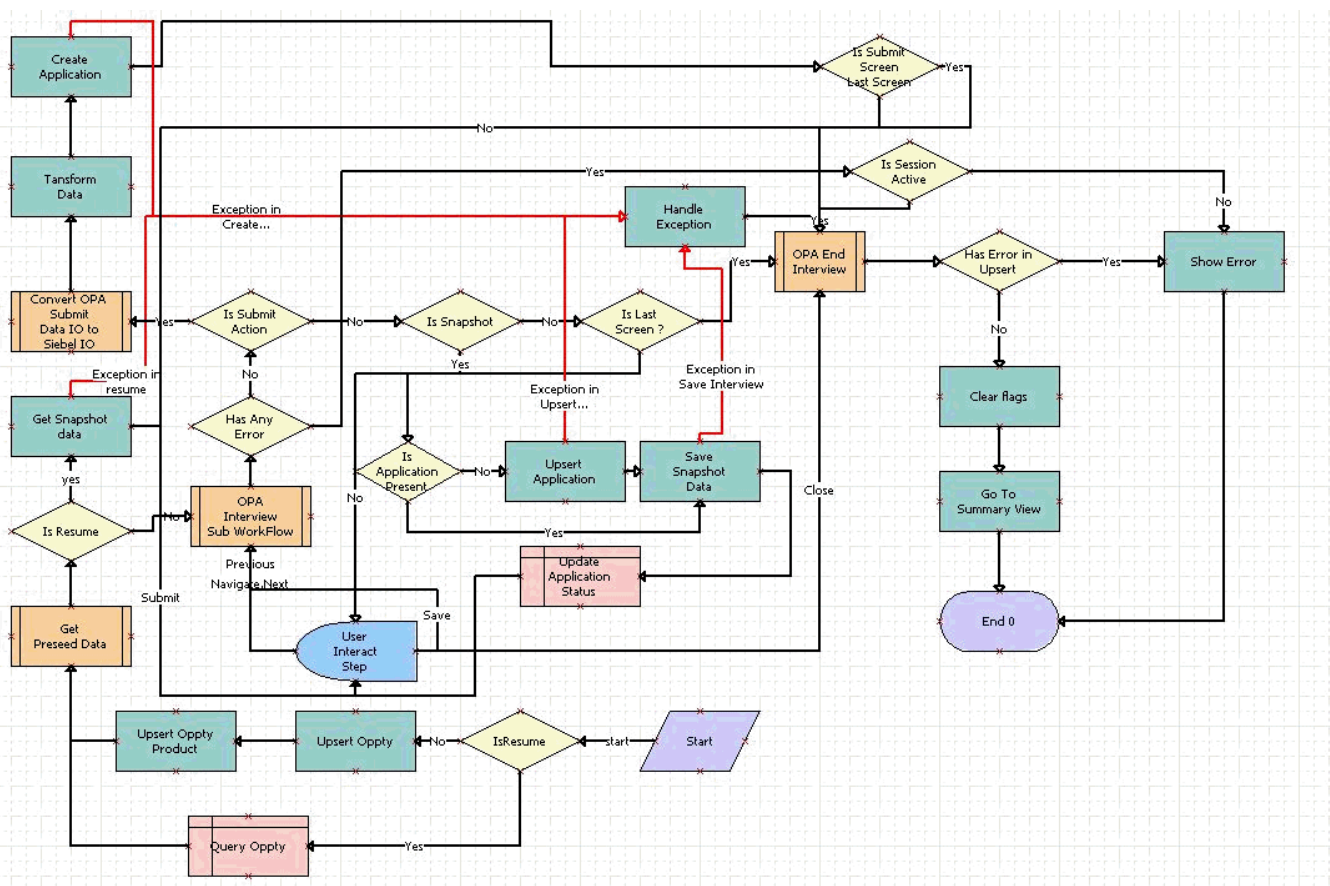 Create
Application
Is Submit
Screen
Last Screen
Yes
No
Tansform
Data
Yes
Is Session
Active
Exception in
Create...
Handle
Exception
Yes
No
Convert OPA
Submit
Data IO to
Siebel IO
Yes
Is Submit
Action
No
Is Snapshot
No
Is Last
Screen ?
Yes
OPA End
Interview
Has Error in
Upsert
Yes
Show Error
No
Exception in
resume
No
Yes
Exception in
Upsert...
Exception in
Save Interview
Clear flags
Get Snapshot
data
Has Any
Error
Is
Application
Present
No
Upsert
Application
Save
Snapshot
Data
Close
Go To
Summary View
yes
No
Is Resume
No
OPA
Interview
Sub WorkFlow
Yes
Previous
Navigate.Next
Update
Application
Status
Submit
Save
Get
Preseed Data
User
Interact
Step
End 0
Upsert Oppty
Product
Upsert Oppty
No
IsResume
start
Start
Query Oppty
Yes